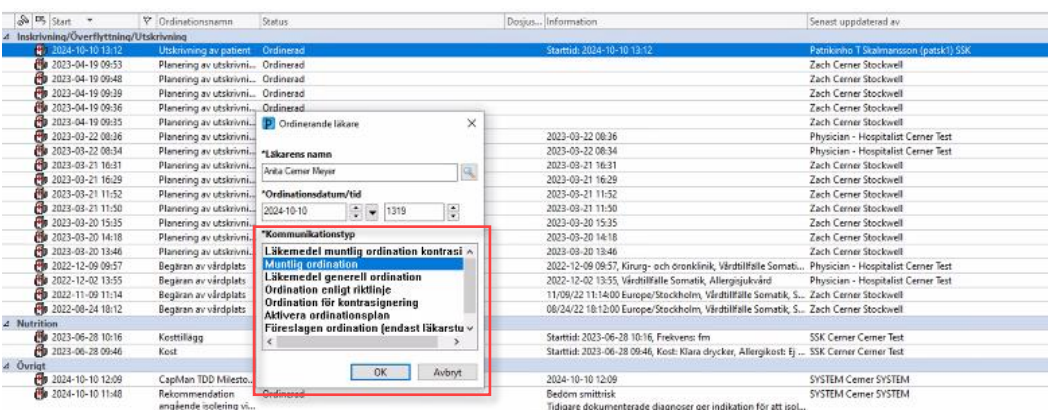 Start Ordinationsnamn Status Dosjus... Information Senast uppdaterad av
Inskrivning/Överflyttning/Utskrivning
2024-10-10 13:12 Utskrivning av patient Ordinerad Starttid: 2024-10-10 13:12 Patrikinho T Skalmansson (patsk1) SSK
2023-04-19 09:53 Planering av utskrivni... Ordinerad Zach Cerner Stockwell
2023-04-19 09:48 Planering av utskrivni... Ordinerad Zach Cerner Stockwell
2023-04-19 09:39 Planering av utskrivni... Ordinerad Zach Cerner Stockwell
2023-04-19 09:36 Planering av utskrivni... Ordinerad Zach Cerner Stockwell
2023-04-19 09:35 Planering av utskrivni... Zach Cerner Stockwell
2023-03-22 08:36 Planering av utskrivni... 2023-03-22 08:36 Physician - Hospitalist Cerner Test
2023-03-22 08:34 Planering av utskrivni... 2023-03-22 08:34 Physician - Hospitalist Cerner Test
2023-03-21 16:31 Planering av utskrivni... 2023-03-21 16:31 Zach Cerner Stockwell
2023-03-21 16:29 Planering av utskrivni... 2023-03-21 16:29 Zach Cerner Stockwell
2023-03-21 11:52 Planering av utskrivni... 2023-03-21 11:52 Zach Cerner Stockwell
2023-03-21 11:50 Planering av utskrivni... 2023-03-21 11:50 Zach Cerner Stockwell
2023-03-20 15:35 Planering av utskrivni... 2023-03-20 15:35 Zach Cerner Stockwell
2023-03-20 14:18 Planering av utskrivni... 2023-03-20 14:18 Zach Cerner Stockwell
2023-03-20 13:46 Planering av utskrivni... 2023-03-20 13:46 Zach Cerner Stockwell
2022-12-09 09:57 Begäran av vårdplats 2022-12-09 09:57, Kirurg- och öronklinik, Vårdtillfälle Somati... Physician - Hospitalist Cerner Test
2022-12-02 13:55 Begäran av vårdplats 2022-12-02 13:55, Vårdtillfälle Somatik, Allergisjukvård Physician - Hospitalist Cerner Test
2022-11-09 11:14 Begäran av vårdplats 11/09/22 11:14:00 Europe/Stockholm, Vårdtillfälle Somatik, S... Zach Cerner Stockwell
2022-08-24 18:12 Begäran av vårdplats 08/24/22 18:12:00 Europe/Stockholm, Vårdtillfälle Somatik, S... Zach Cerner Stockwell
Nutrition
2023-06-28 10:16 Kosttillägg Starttid: 2023-06-28 10:16, Frekvens: fm SSK Cerner Cerner Test
2023-06-28 09:46 Kost Starttid: 2023-06-28 09:46, Kost: Klara drycker, Allergikost: Ej ... SSK Cerner Cerner Test
Övrigt
2024-10-10 12:09 CapMan TDD Milesto... 2024-10-10 12:09 SYSTEM Cerner SYSTEM
2024-10-10 11:48 Rekommendation Ordinerad Bedöm smittrisk SYSTEM Cerner SYSTEM
angående isolering vi... Tidigare dokumenterade diagnoser ger indikation för att isol...
Ordinerande läkare
*Läkarens namn
Anita Cerner Meyer
*Ordinationsdatum/tid
2024-10-10 1319
*Kommunikationstyp
Läkemedel muntlig ordination kontrasi
Muntlig ordination
Läkemedel generell ordination
Ordination enligt riktlinje
Ordination för kontrasignering
Aktivera ordinationsplan
Föreslagen ordination (endast läkarstu
OK Avbryt